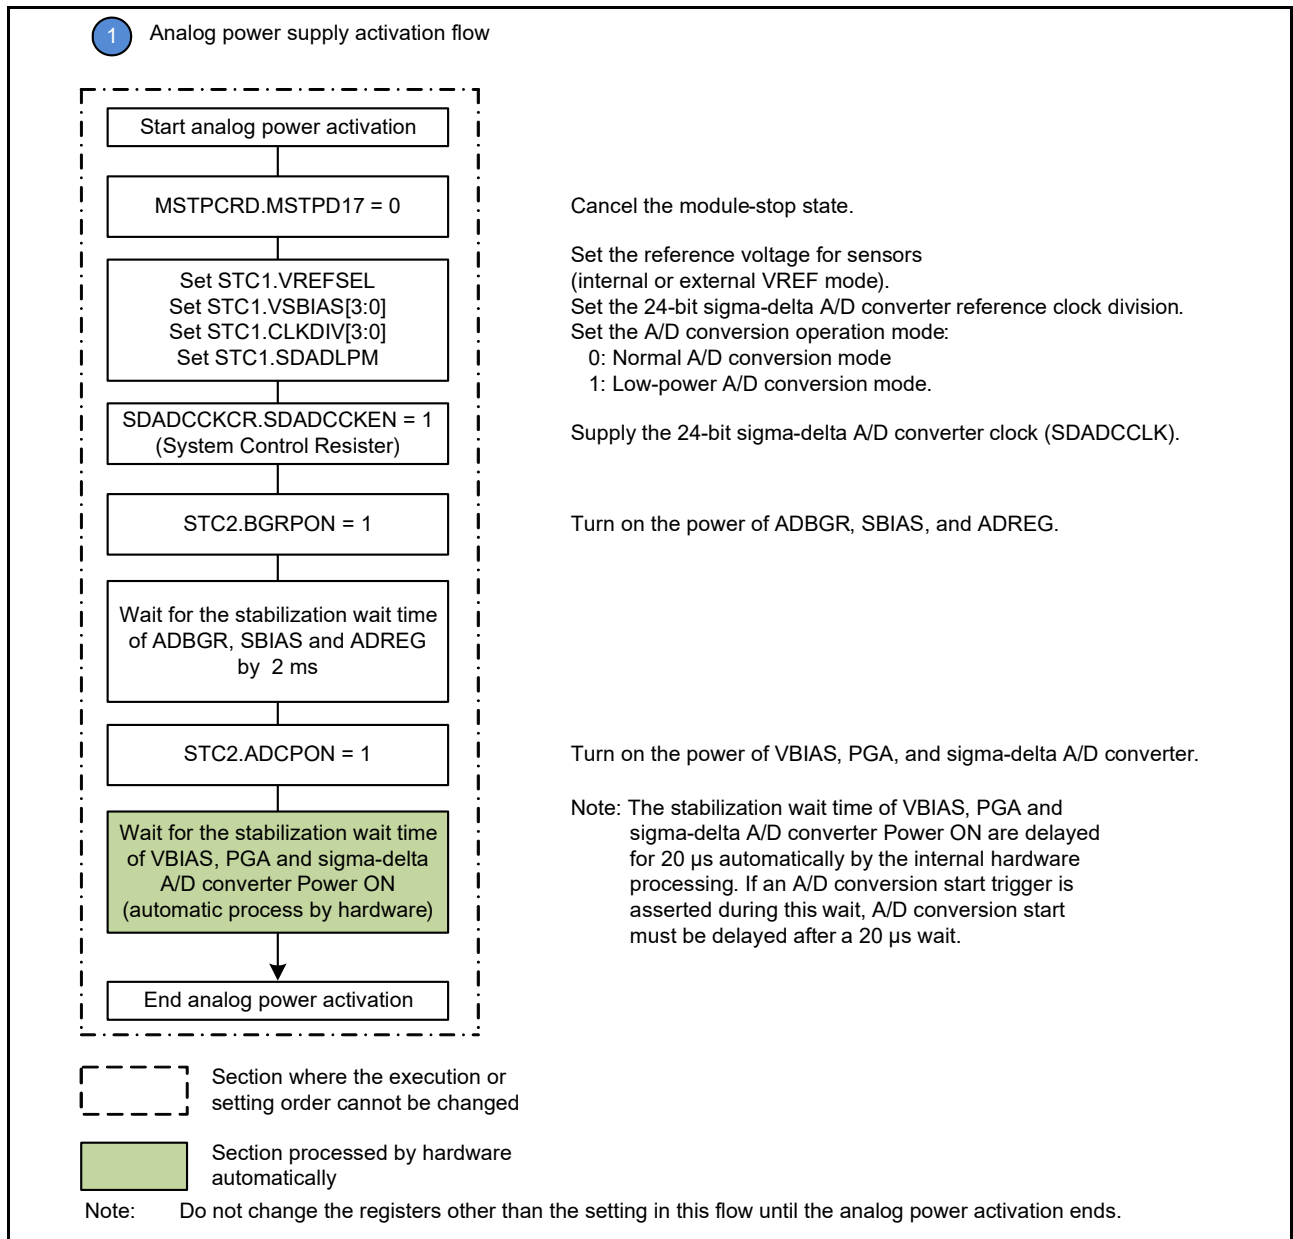 1 Analog power supply activation flow
Start analog power activation
MSTPCRD.MSTPD17 = 0
Cancel the module-stop state.
Set STC1.VREFSEL
Set STC1.VSBIAS[3:0]
Set STC1.CLKDIV[3:0]
Set STC1.SDADLPM
Set the reference voltage for sensors
(internal or external VREF mode).
Set the 24-bit sigma-delta A/D converter reference clock division.
Set the A/D conversion operation mode:
0: Normal A/D conversion mode
1: Low-power A/D conversion mode.
SDADCCKCR.SDADCCKEN = 1
(System Control Resister)
Supply the 24-bit sigma-delta A/D converter clock (SDADCCLK).
STC2.BGRPON = 1
Turn on the power of ADBGR, SBIAS, and ADREG.
Wait for the stabilization wait time
of ADBGR, SBIAS and ADREG
by 2 ms
STC2.ADCPON = 1
Turn on the power of VBIAS, PGA, and sigma-delta A/D converter.
Wait for the stabilization wait time
of VBIAS, PGA and sigma-delta
A/D converter Power ON
(automatic process by hardware)
Note: The stabilization wait time of VBIAS, PGA and
sigma-delta A/D converter Power ON are delayed
for 20 µs automatically by the internal hardware
processing. If an A/D conversion start trigger is
asserted during this wait, A/D conversion start
must be delayed after a 20 µs wait.
End analog power activation
Section where the execution or
setting order cannot be changed
Section processed by hardware
automatically
Note: Do not change the registers other than the setting in this flow until the analog power activation ends.